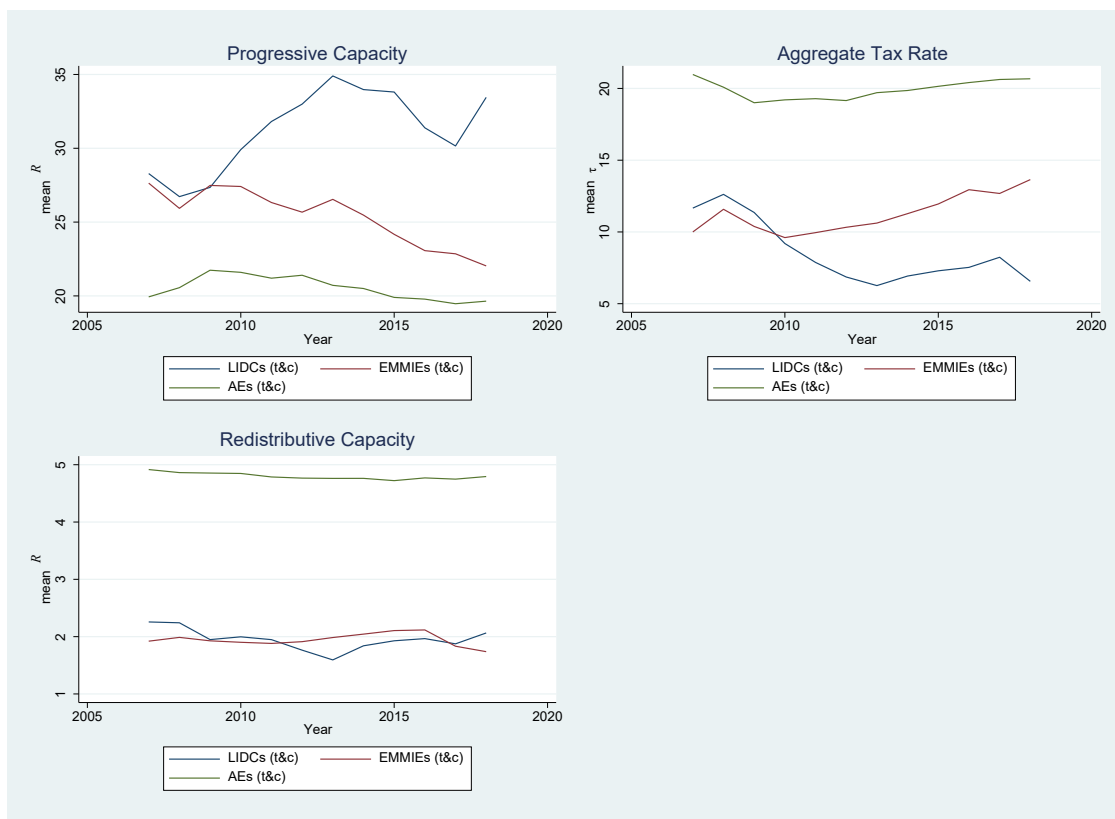 Progressive Capacity
mean R
35
30
25
20
2005 2010 2015 2020
Year
LIDCs (t&c) EMMIEs (t&c)
AEs (t&c)
Aggregate Tax Rate
mean τ
20
15
10
5
2005 2010 2015 2020
Year
LIDCs (t&c) EMMIEs (t&c)
AEs (t&c)
Redistributive Capacity
mean R
5
4
3
2
1
2005 2010 2015 2020
Year
LIDCs (t&c) EMMIEs (t&c)
AEs (t&c)